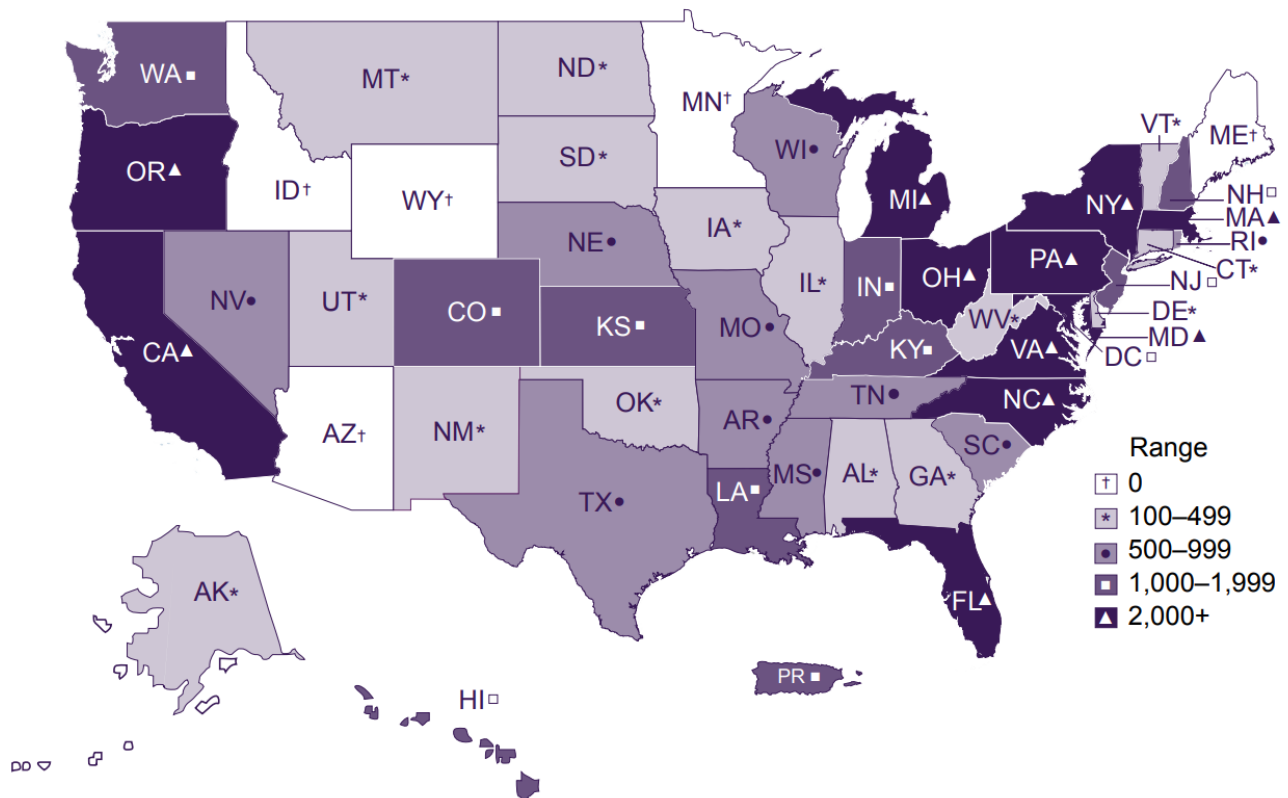 WA■
MT*
ND*
MN†
VT*
ME†
OR▲
ID†
SD*
WI●
WY†
MI▲
NY▲
NH□
MA▲
RI●
CT*
NE●
IA*
PA▲
NJ□
NV●
UT*
CO■
IL*
IN■
OH▲
DE*
CA▲
KS■
MO●
WV*
MD▲
KY■
VA▲
DC□
AZ†
NM*
OK*
AR●
TN●
NC▲
SC●
Range
TX●
LA■
MS●
AL*
GA*
† 0
* 100–499
● 500–999
■ 1,000–1,999
▲ 2,000+
AK*
FL▲
HI□
PR■